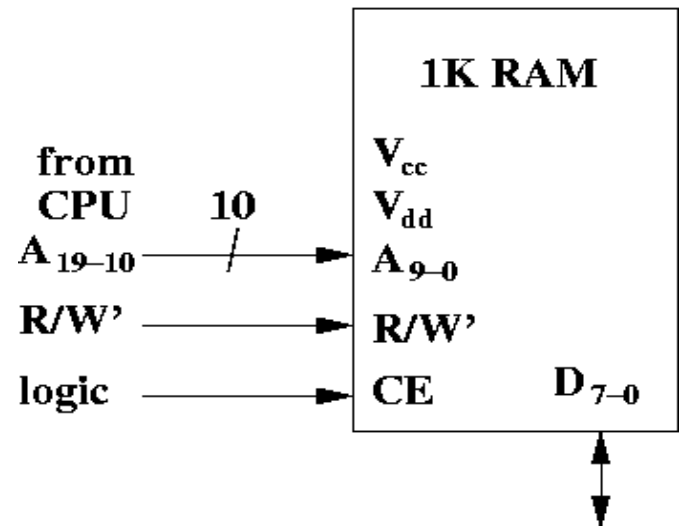 1K RAM
from
CPU 10
A19–10
R/W’
logic
Vcc
Vdd
A9–0
R/W’
CE
D7–0